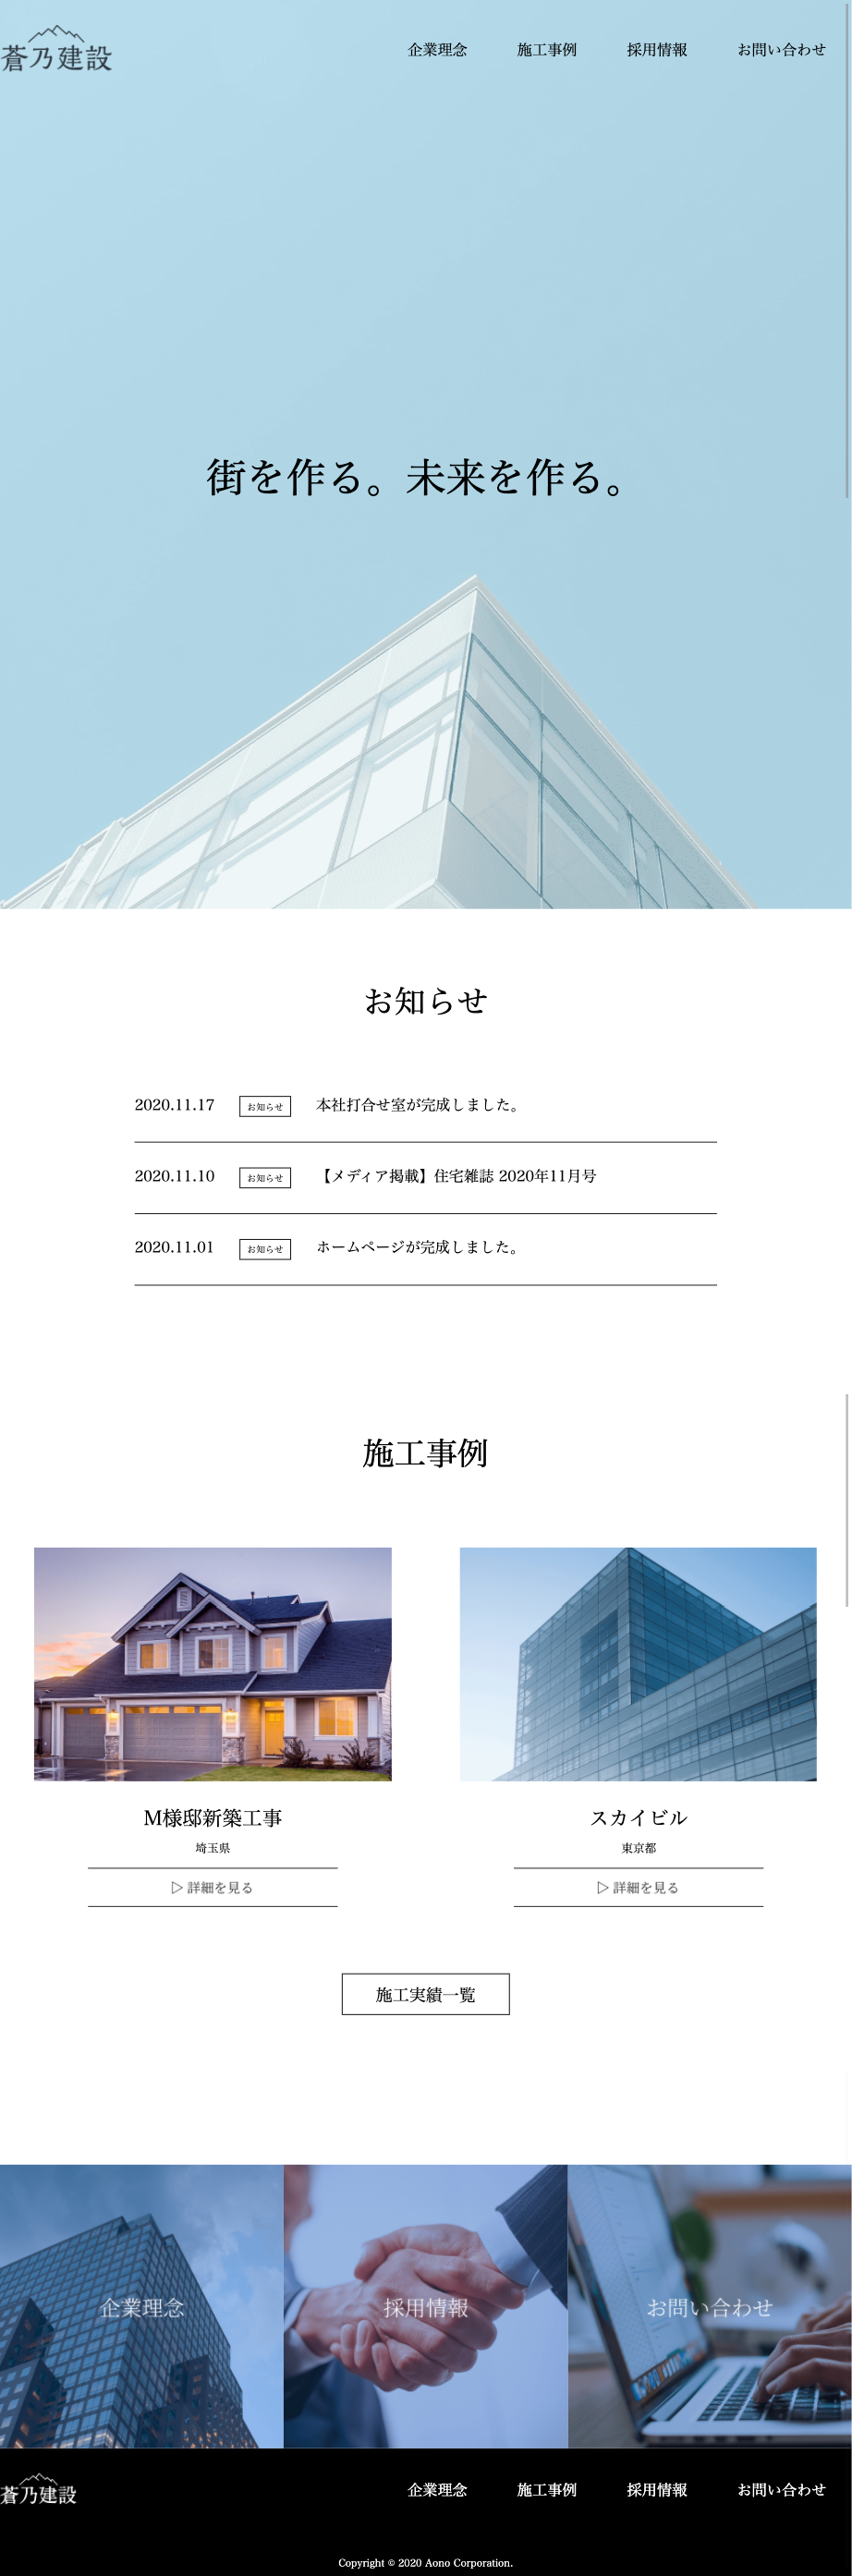 蒼乃建設
企業理念 施工事例 採用情報 お問い合わせ
街を作る。未来を作る。
お知らせ
2020.11.17 お知らせ 本社打合せ室が完成しました。
2020.11.10 お知らせ 【メディア掲載】住宅雑誌 2020年11月号
2020.11.01 お知らせ ホームページが完成しました。
施工事例
M様邸新築工事
埼玉県
▷ 詳細を見る
スカイビル
東京都
▷ 詳細を見る
施工実績一覧
企業理念
採用情報
お問い合わせ
蒼乃建設
企業理念 施工事例 採用情報 お問い合わせ
Copyright © 2020 Aono Corporation.